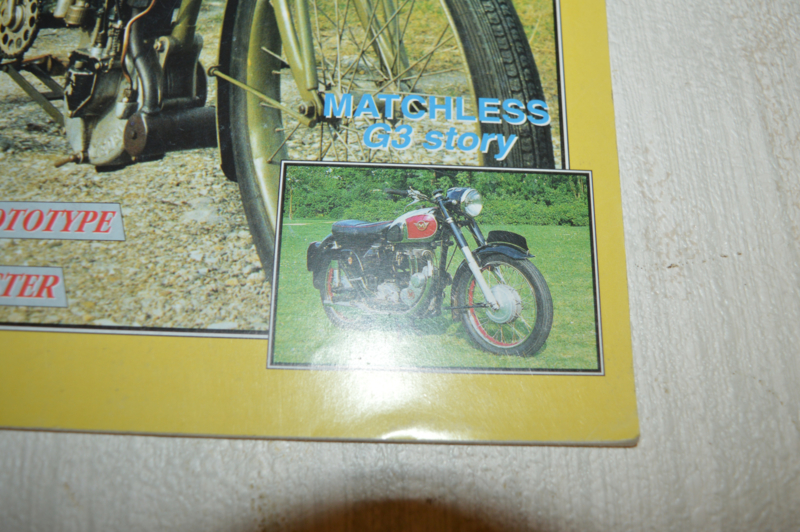 MATCHLESS
G3 story
OTOTYPE
TER